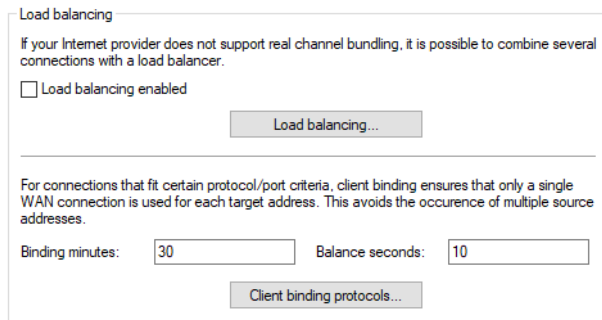 Load balancing
If your Internet provider does not support real channel bundling, it is possible to combine several
connections with a load balancer.
Load balancing enabled
Load balancing...
For connections that fit certain protocol/port criteria, client binding ensures that only a single
WAN connection is used for each target address. This avoids the occurence of multiple source
addresses.
Binding minutes: 30 Balance seconds: 10
Client binding protocols...